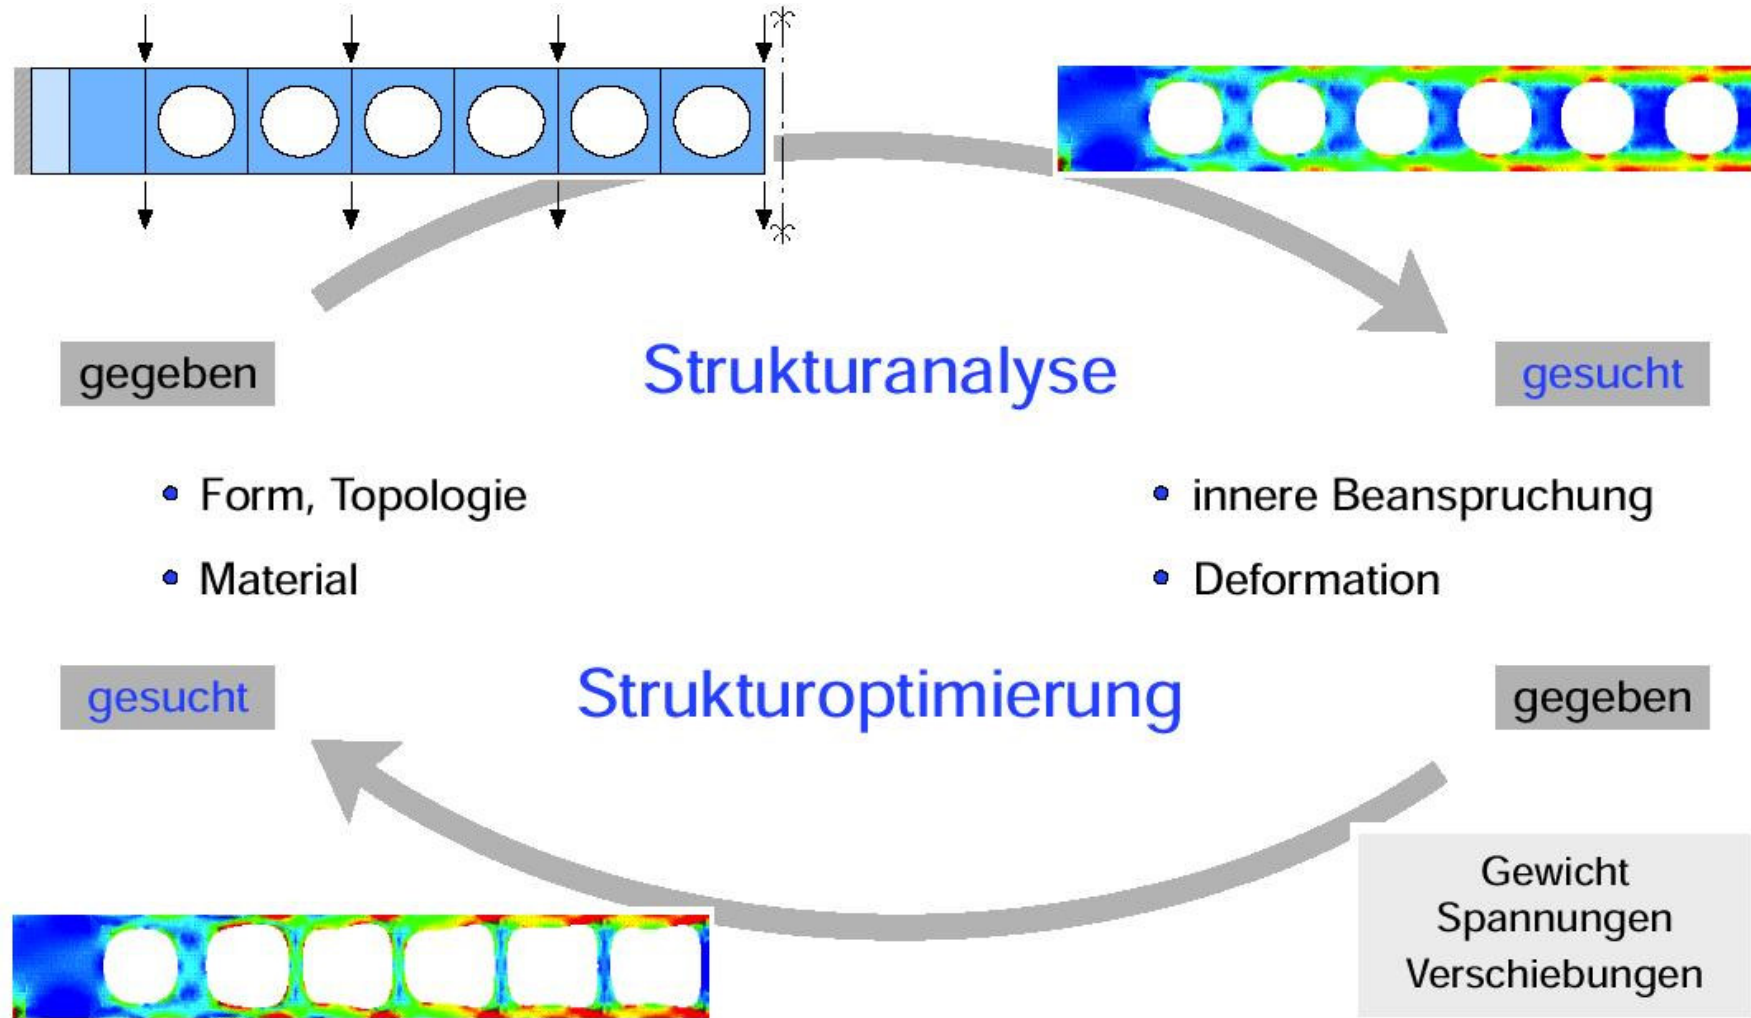 gegeben
Strukturanalyse
gesucht
Form, Topologie
innere Beanspruchung
Material
Deformation
gesucht
Strukturoptimierung
gegeben
Gewicht
Spannungen
Verschiebungen